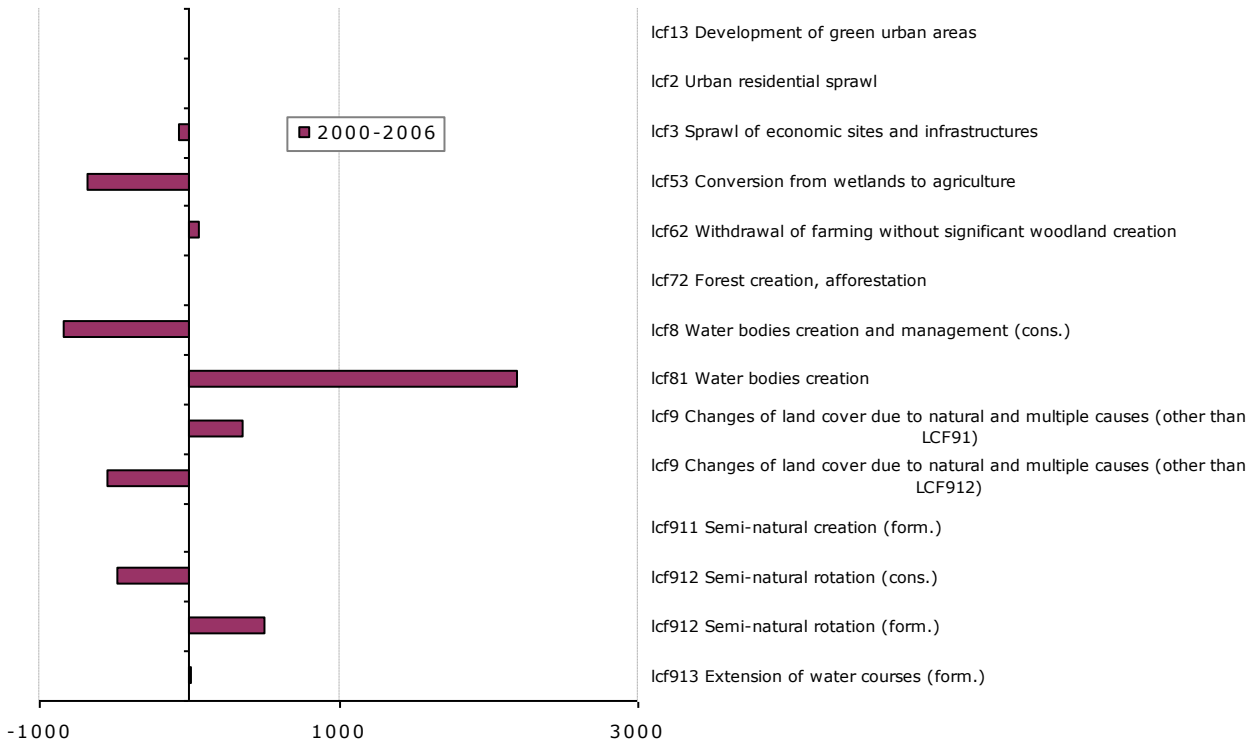 lcf13 Development of green urban areas
lcf2 Urban residential sprawl
2000-2006
lcf3 Sprawl of economic sites and infrastructures
lcf53 Conversion from wetlands to agriculture
lcf62 Withdrawal of farming without significant woodland creation
lcf72 Forest creation, afforestation
lcf8 Water bodies creation and management (cons.)
lcf81 Water bodies creation
lcf9 Changes of land cover due to natural and multiple causes (other than
LCF91)
lcf9 Changes of land cover due to natural and multiple causes (other than
LCF912)
lcf911 Semi-natural creation (form.)
lcf912 Semi-natural rotation (cons.)
lcf912 Semi-natural rotation (form.)
lcf913 Extension of water courses (form.)
-1000 1000 3000